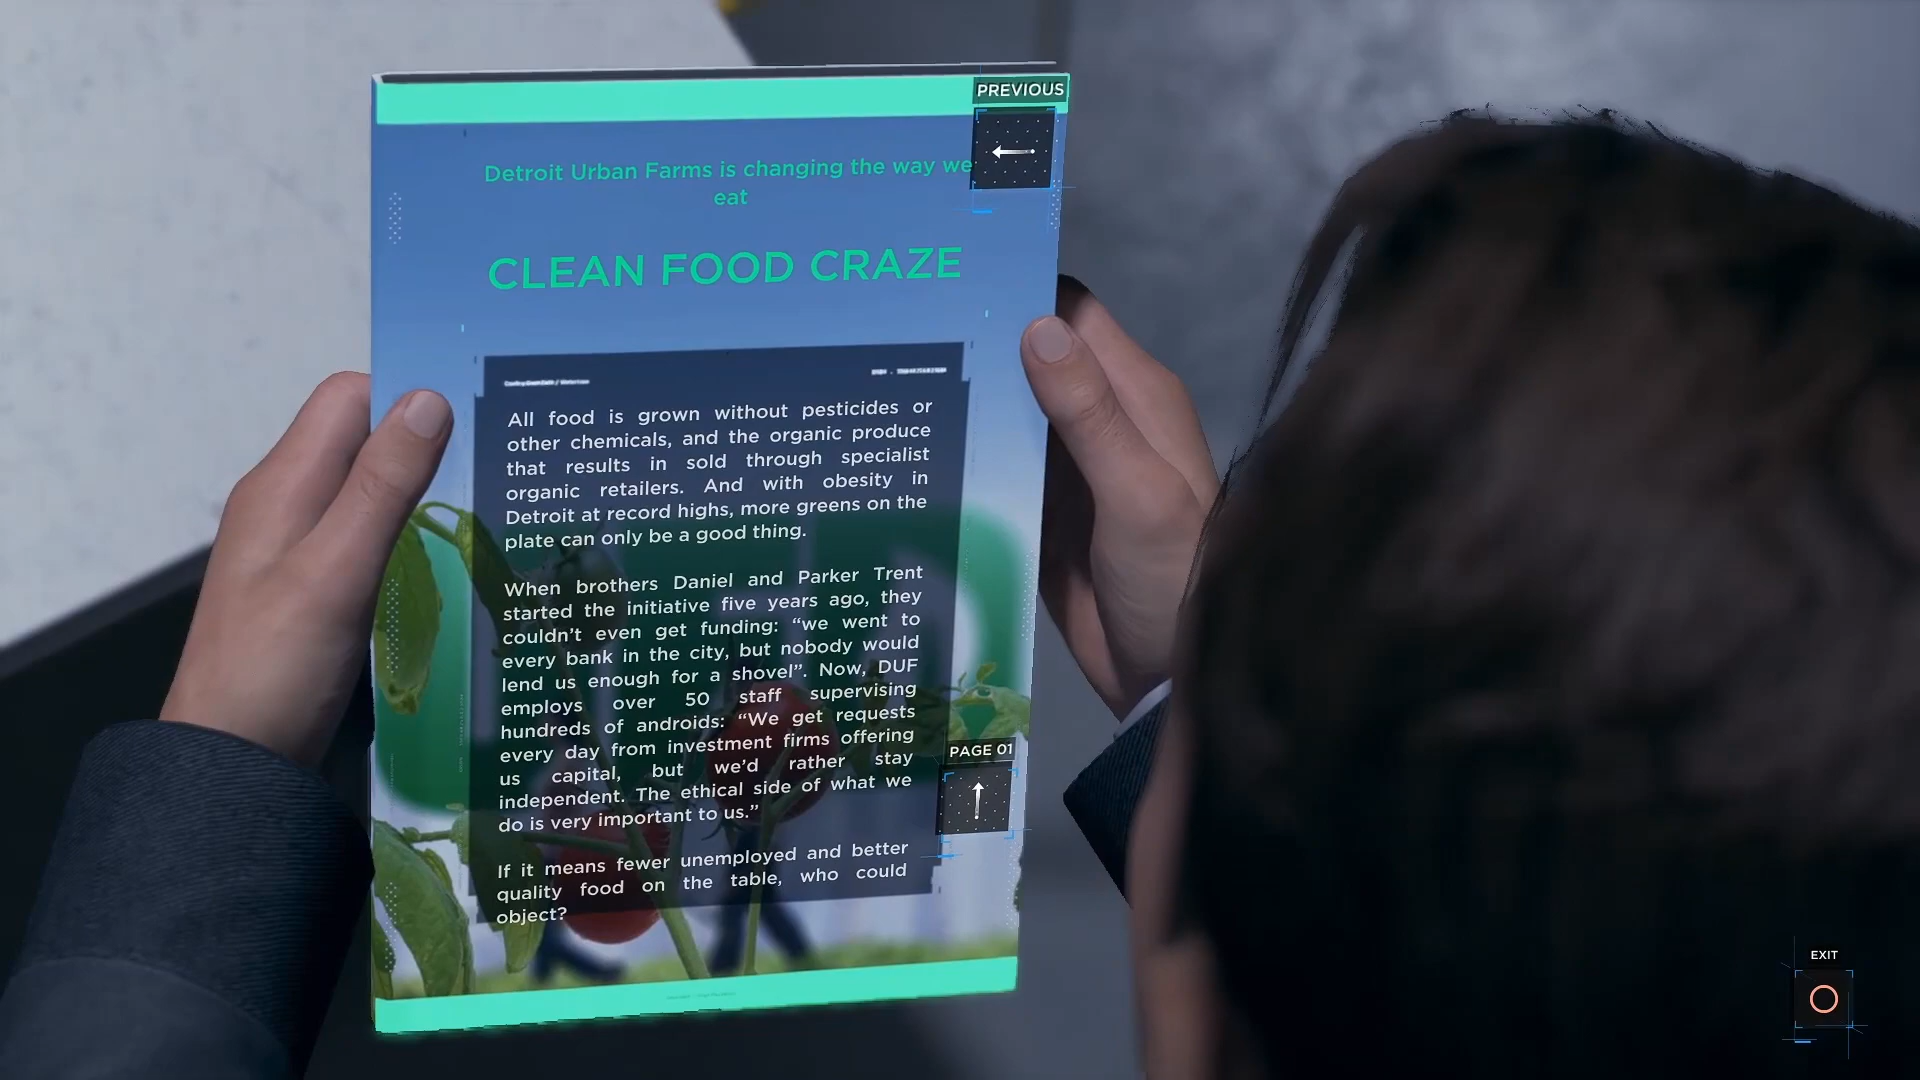 PREVIOUS
Detroit Urban Farms is changing the way we
eat
CLEAN FOOD CRAZE
All food is grown without pesticides or
other chemicals, and the organic produce
that results in sold through specialist
organic retailers. And with obesity in
Detroit at record highs, more greens on the
plate can only be a good thing.
When brothers Daniel and Parker Trent
started the initiative five years ago, they
couldn't even get funding: “we went to
every bank in the city, but nobody would
lend us enough for a shovel”. Now, DUF
employs over 50 staff supervising
hundreds of androids: “We get requests
every day from investment firms offering
us capital, but we'd rather stay
independent. The ethical side of what we
do is very important to us.”
If it means fewer unemployed and better
quality food on the table, who could
object?
PAGE 01
EXIT